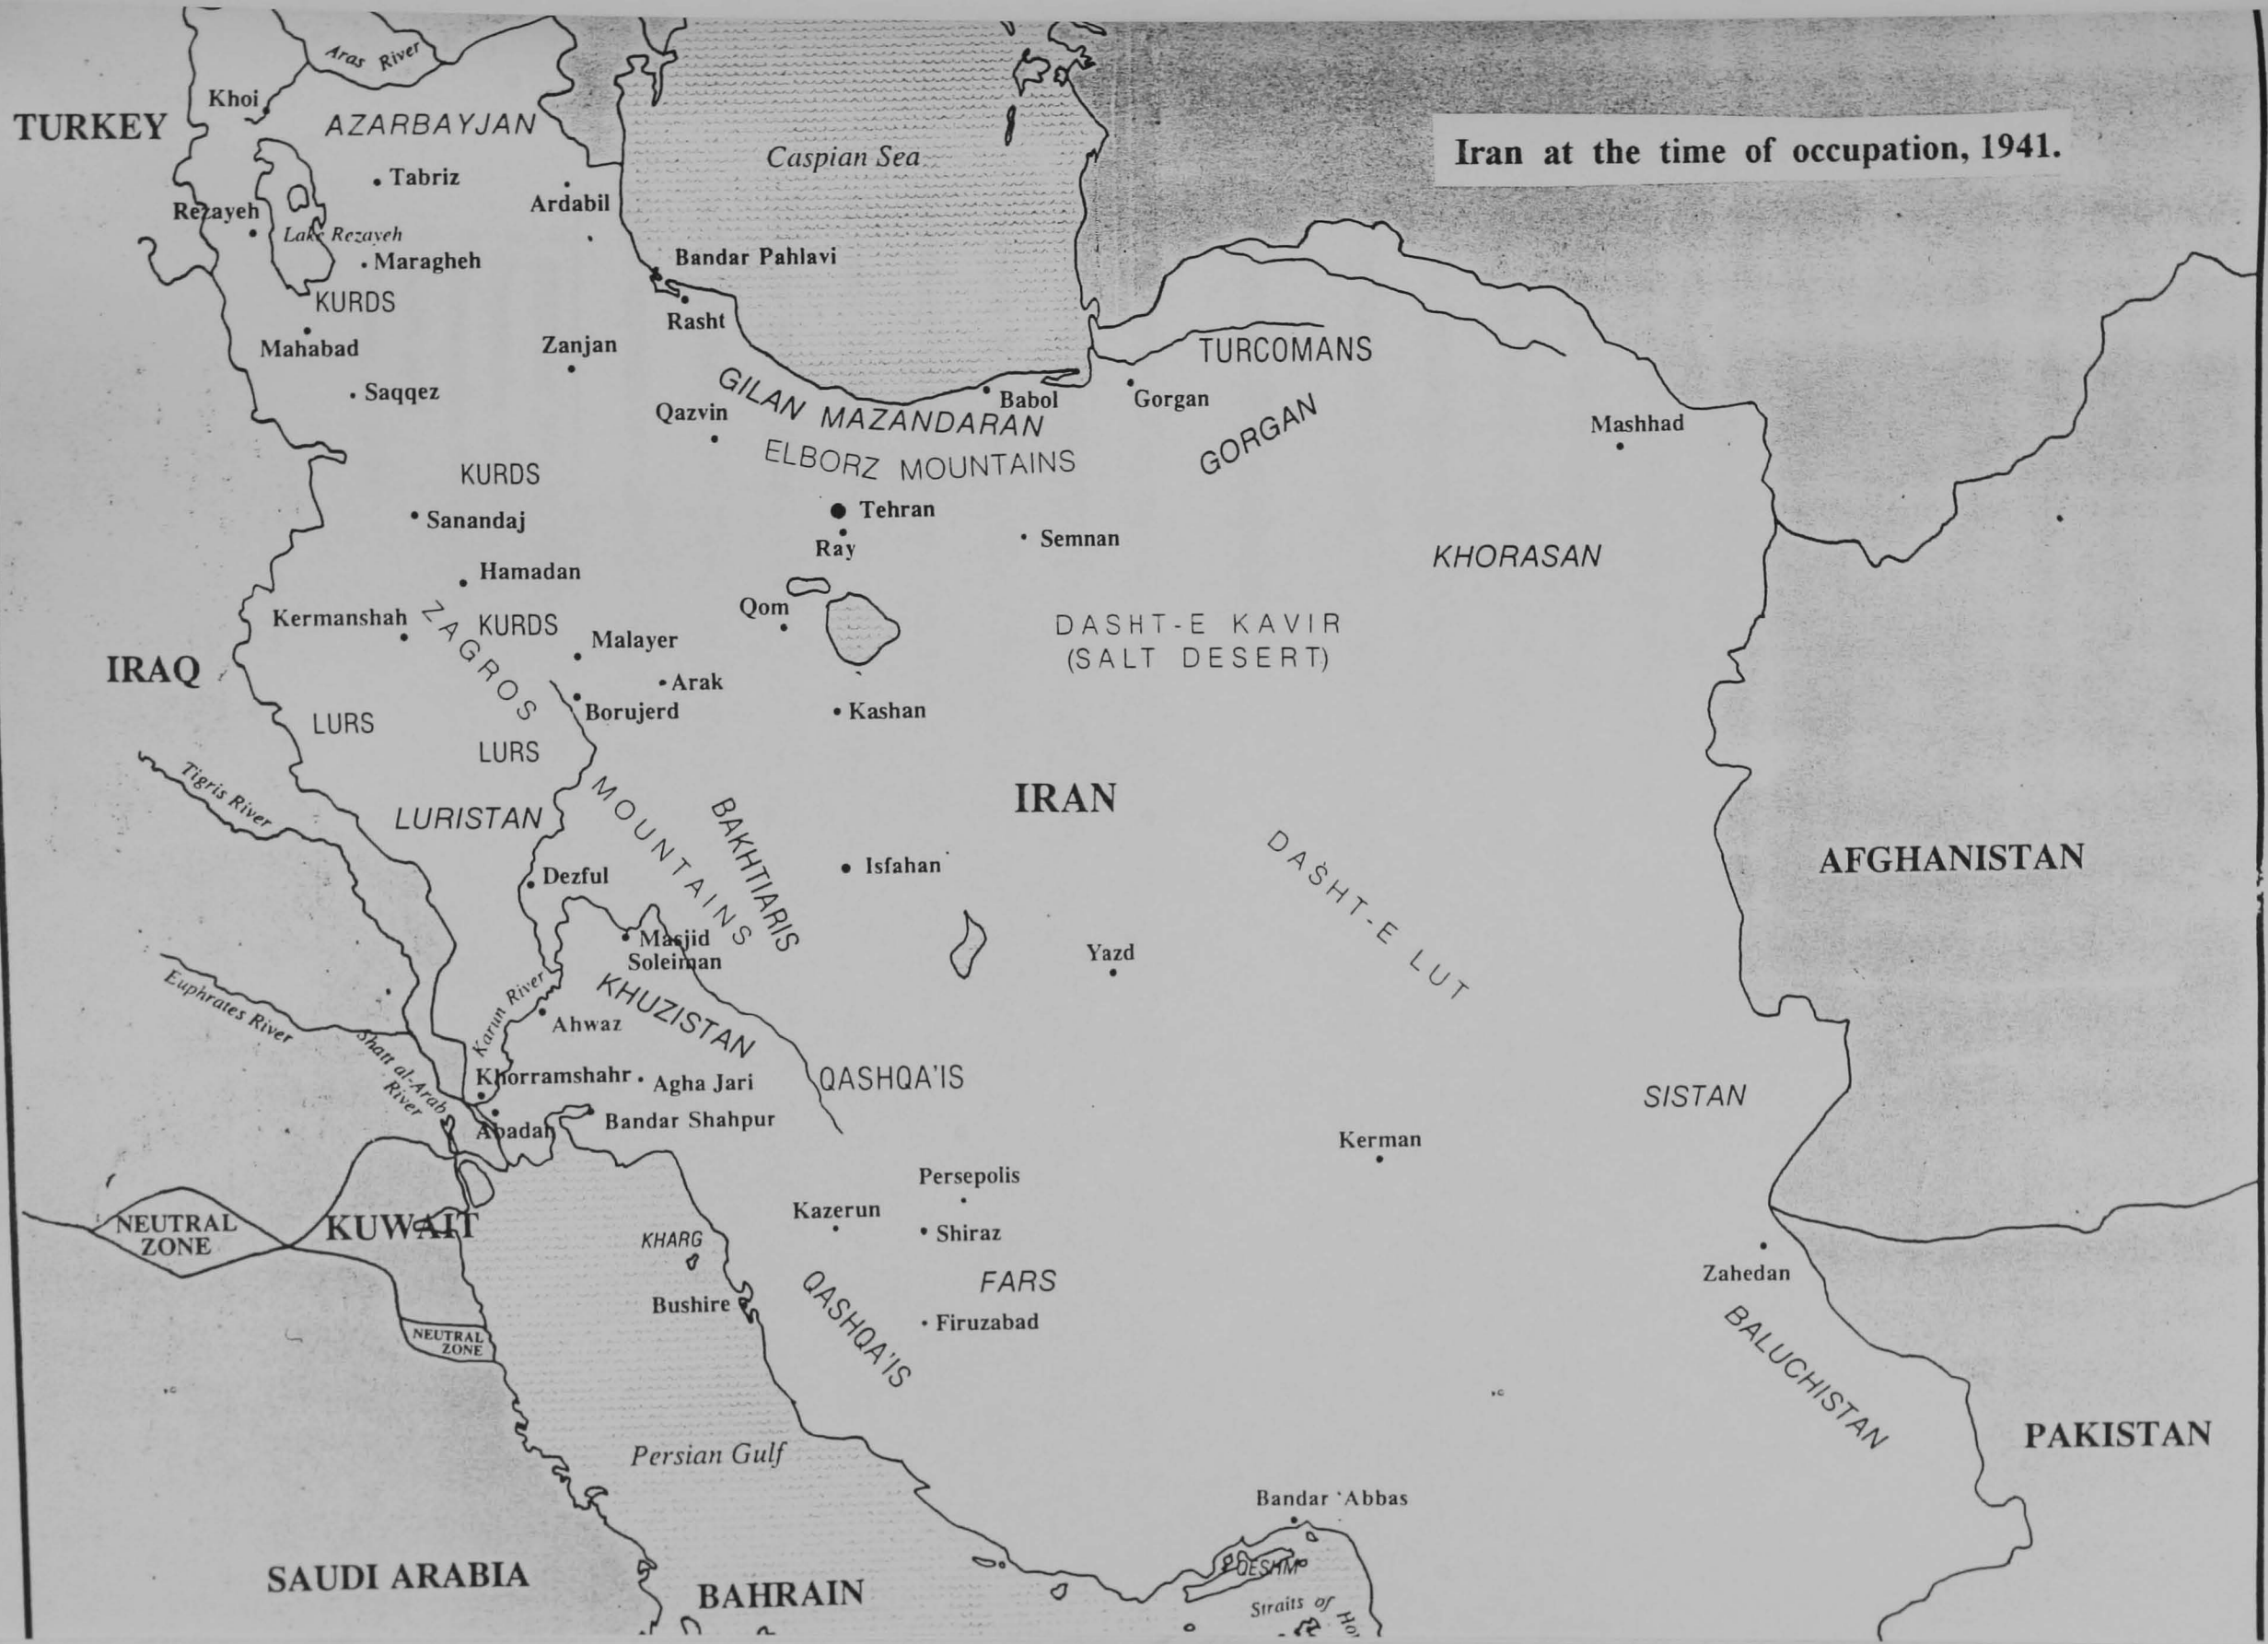 Aras River
Khoi
TURKEY
AZARBAYJAN
Caspian Sea
Iran at the time of occupation, 1941.
Tabriz
Ardabil
Rezayeh
Lake Rezayeh
Maragheh
Bandar Pahlavi
KURDS
Rasht
Mahabad
Zanjan
TURCOMANS
Saqqez
GILAN
MAZANDARAN
Babol
Gorgan
Qazvin
GORGAN
Mashhad
ELBORZ MOUNTAINS
KURDS
Tehran
Sanandaj
Ray
Semnan
KHORASAN
Hamadan
Qom
Kermanshah
ZAGROS
KURDS
Malayer
DASHT-E KAVIR
(SALT DESERT)
IRAQ
Arak
Borujerd
Kashan
LURS
LURS
Tigris River
IRAN
LURISTAN
MOUNTAINS
BAKHTIARIS
Isfahan
DASHT-E LUT
AFGHANISTAN
Dezful
Masjid
Soleiman
Yazd
Euphrates River
Karun River
KHUZISTAN
Ahwaz
Shatt al-Arab
River
Khorramshahr
Agha Jari
QASHQA'IS
SISTAN
Abadan
Bandar Shahpur
Kerman
Persepolis
NEUTRAL
ZONE
KUWAIT
KHARG
Kazerun
Shiraz
Zahedan
FARS
Bushire
QASHQA'IS
Firuzabad
NEUTRAL
ZONE
BALUCHISTAN
PAKISTAN
Persian Gulf
Bandar 'Abbas
SAUDI ARABIA
BAHRAIN
QESHM
Straits of